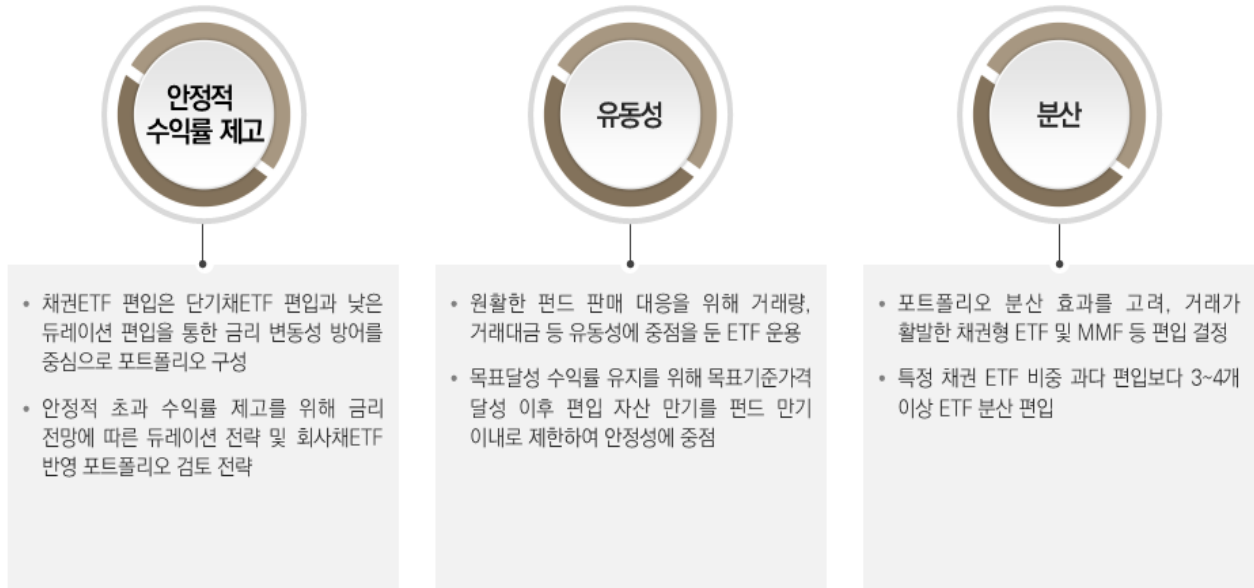 안정적
수익률 제고
• 채권ETF 편입은 단기채ETF 편입과 낮은
듀레이션 편입을 통한 금리 변동성 방어를
중심으로 포트폴리오 구성
• 안정적 초과 수익률 제고를 위해 금리
전망에 따른 듀레이션 전략 및 회사채ETF
반영 포트폴리오 검토 전략
유동성
• 원활한 펀드 판매 대응을 위해 거래량,
거래대금 등 유동성에 중점을 둔 ETF 운용
• 목표달성 수익률 유지를 위해 목표기준가격
달성 이후 편입 자산 만기를 펀드 만기
이내로 제한하여 안정성에 중점
분산
• 포트폴리오 분산 효과를 고려, 거래가
활발한 채권형 ETF 및 MMF 등 편입 결정
• 특정 채권 ETF 비중 과다 편입보다 3~4개
이상 ETF 분산 편입